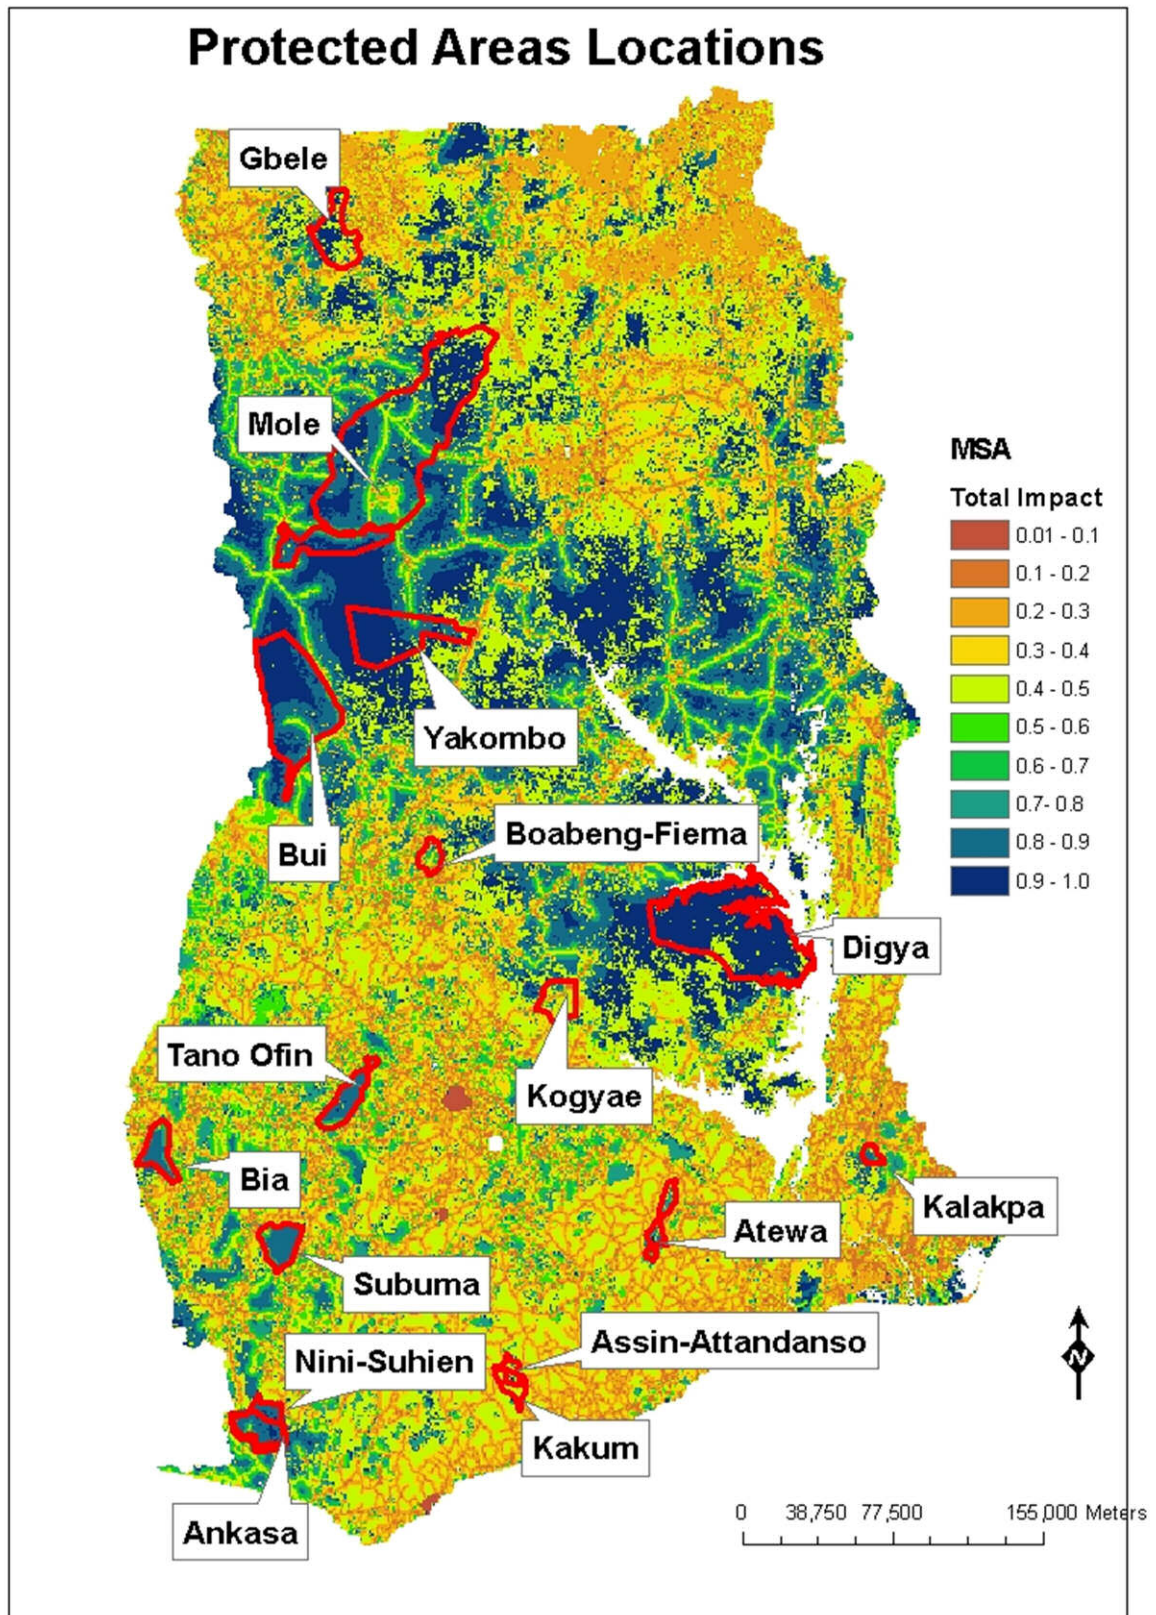 Protected Areas Locations
Gbele
Mole
MSA
Total Impact
0.01 - 0.1
0.1 - 0.2
0.2 - 0.3
0.3 - 0.4
0.4 - 0.5
0.5 - 0.6
0.6 - 0.7
0.7- 0.8
0.8 - 0.9
0.9 - 1.0
Yakombo
Bui
Boabeng-Fiema
Digya
Tano Ofin
Kogyae
Bia
Kalakpa
Atewa
Subuma
Assin-Attandanso
Nini-Suhien
N
Kakum
Ankasa
0 38,750 77,500 155,000 Meters